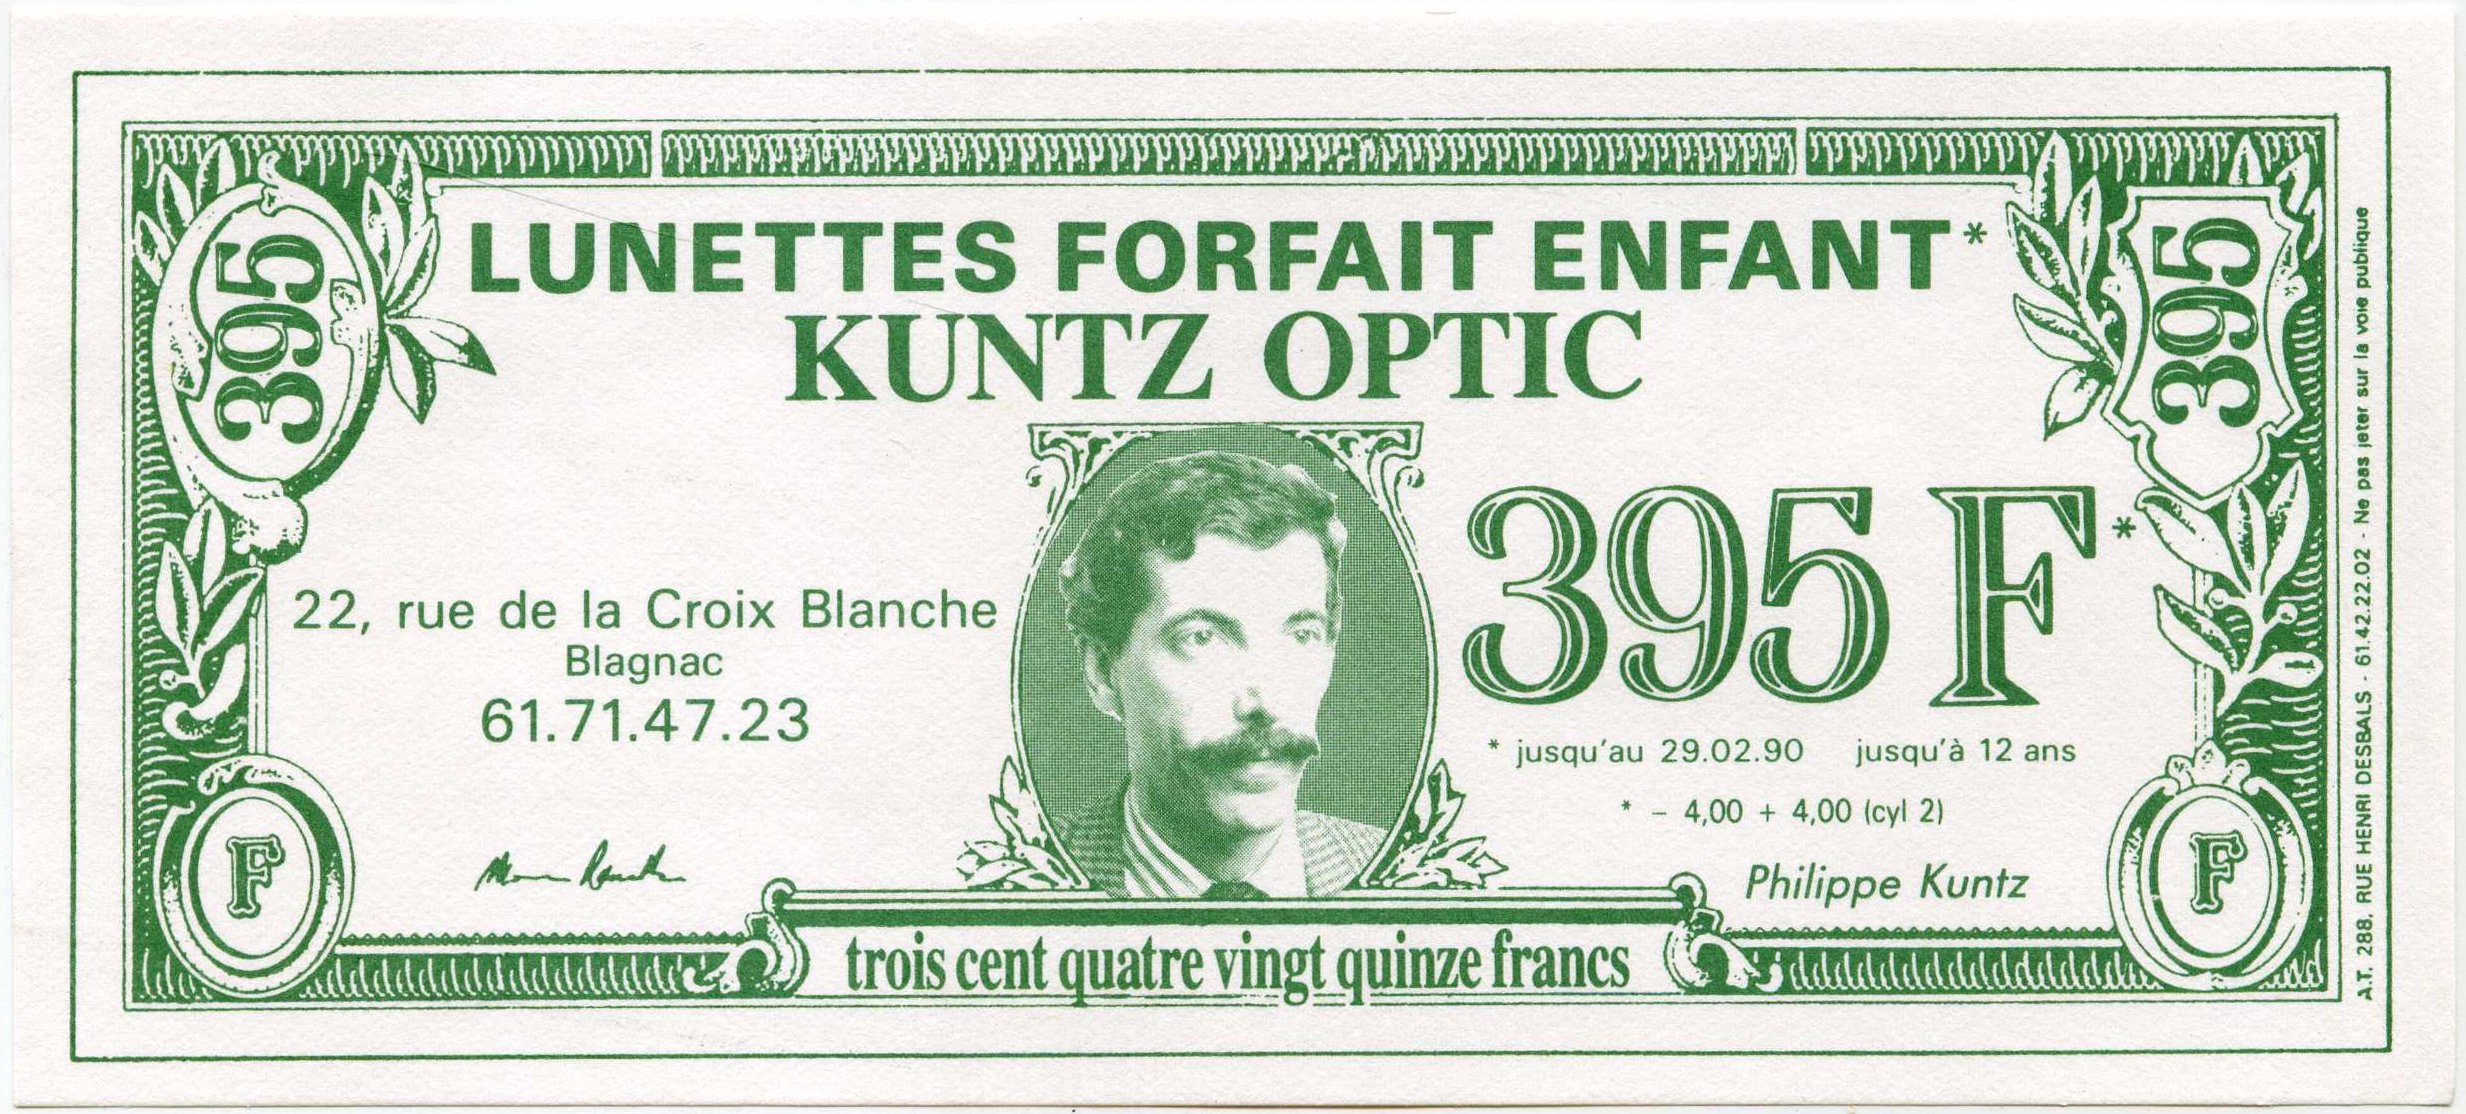 LUNETTES FORFAIT ENFANT*
KUNTZ OPTIC
395
395
395 F*
22, rue de la Croix Blanche
Blagnac
61.71.47.23
* jusqu'au 29.02.90 jusqu'à 12 ans
* - 4,00 + 4,00 (cyl 2)
Philippe Kuntz
F
F
trois cent quatre vingt quinze francs
A.T. 288, RUE HENRI DESBALS - 61.42.22.02 - Ne pas jeter sur la voie publique